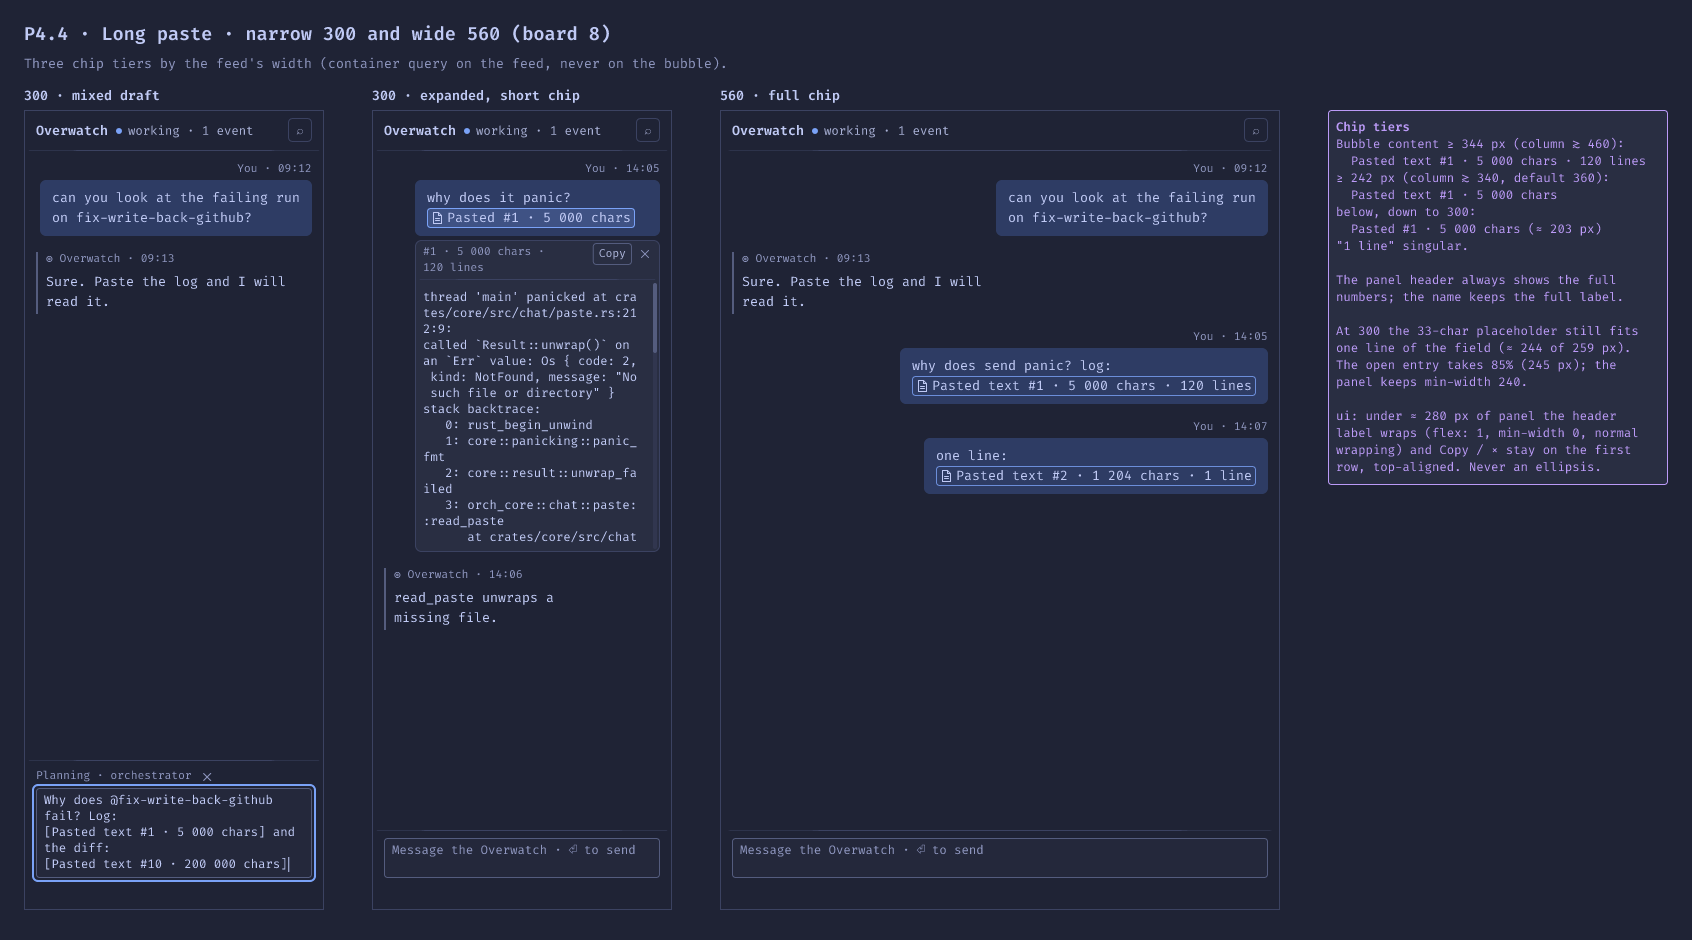 P4.4 · Long paste · narrow 300 and wide 560 (board 8)
Three chip tiers by the feed's width (container query on the feed, never on the bubble).
300 · mixed draft
Overwatch ● working · 1 event
You · 09:12
can you look at the failing run
on fix-write-back-github?
Overwatch · 09:13
Sure. Paste the log and I will
read it.
Planning · orchestrator ×
Why does @fix-write-back-github
fail? Log:
[Pasted text #1 · 5 000 chars] and
the diff:
[Pasted text #10 · 200 000 chars]
300 · expanded, short chip
Overwatch ● working · 1 event
You · 14:05
why does it panic?
Pasted #1 · 5 000 chars
#1 · 5 000 chars ·
120 lines
Copy ×
thread 'main' panicked at cra
tes/core/src/chat/paste.rs:21
2:9:
called `Result::unwrap()` on
an `Err` value: Os { code: 2,
kind: NotFound, message: "No
such file or directory" }
stack backtrace:
0: rust_begin_unwind
1: core::panicking::panic_
fmt
2: core::result::unwrap_fa
iled
3: orch_core::chat::paste:
:read_paste
at crates/core/src/chat
Overwatch · 14:06
read_paste unwraps a
missing file.
Message the Overwatch · ⏎ to send
560 · full chip
Overwatch ● working · 1 event
You · 09:12
can you look at the failing run
on fix-write-back-github?
Overwatch · 09:13
Sure. Paste the log and I will
read it.
You · 14:05
why does send panic? log:
Pasted text #1 · 5 000 chars · 120 lines
You · 14:07
one line:
Pasted text #2 · 1 204 chars · 1 line
Message the Overwatch · ⏎ to send
Chip tiers
Bubble content ≥ 344 px (column ≥ 460):
Pasted text #1 · 5 000 chars · 120 lines
≥ 242 px (column ≥ 340, default 360):
Pasted text #1 · 5 000 chars
below, down to 300:
Pasted #1 · 5 000 chars (≈ 203 px)
"1 line" singular.
The panel header always shows the full
numbers; the name keeps the full label.
At 300 the 33-char placeholder still fits
one line of the field (≈ 244 of 259 px).
The open entry takes 85% (245 px); the
panel keeps min-width 240.
ui: under ≈ 280 px of panel the header
label wraps (flex: 1, min-width 0, normal
wrapping) and Copy / × stay on the first
row, top-aligned. Never an ellipsis.